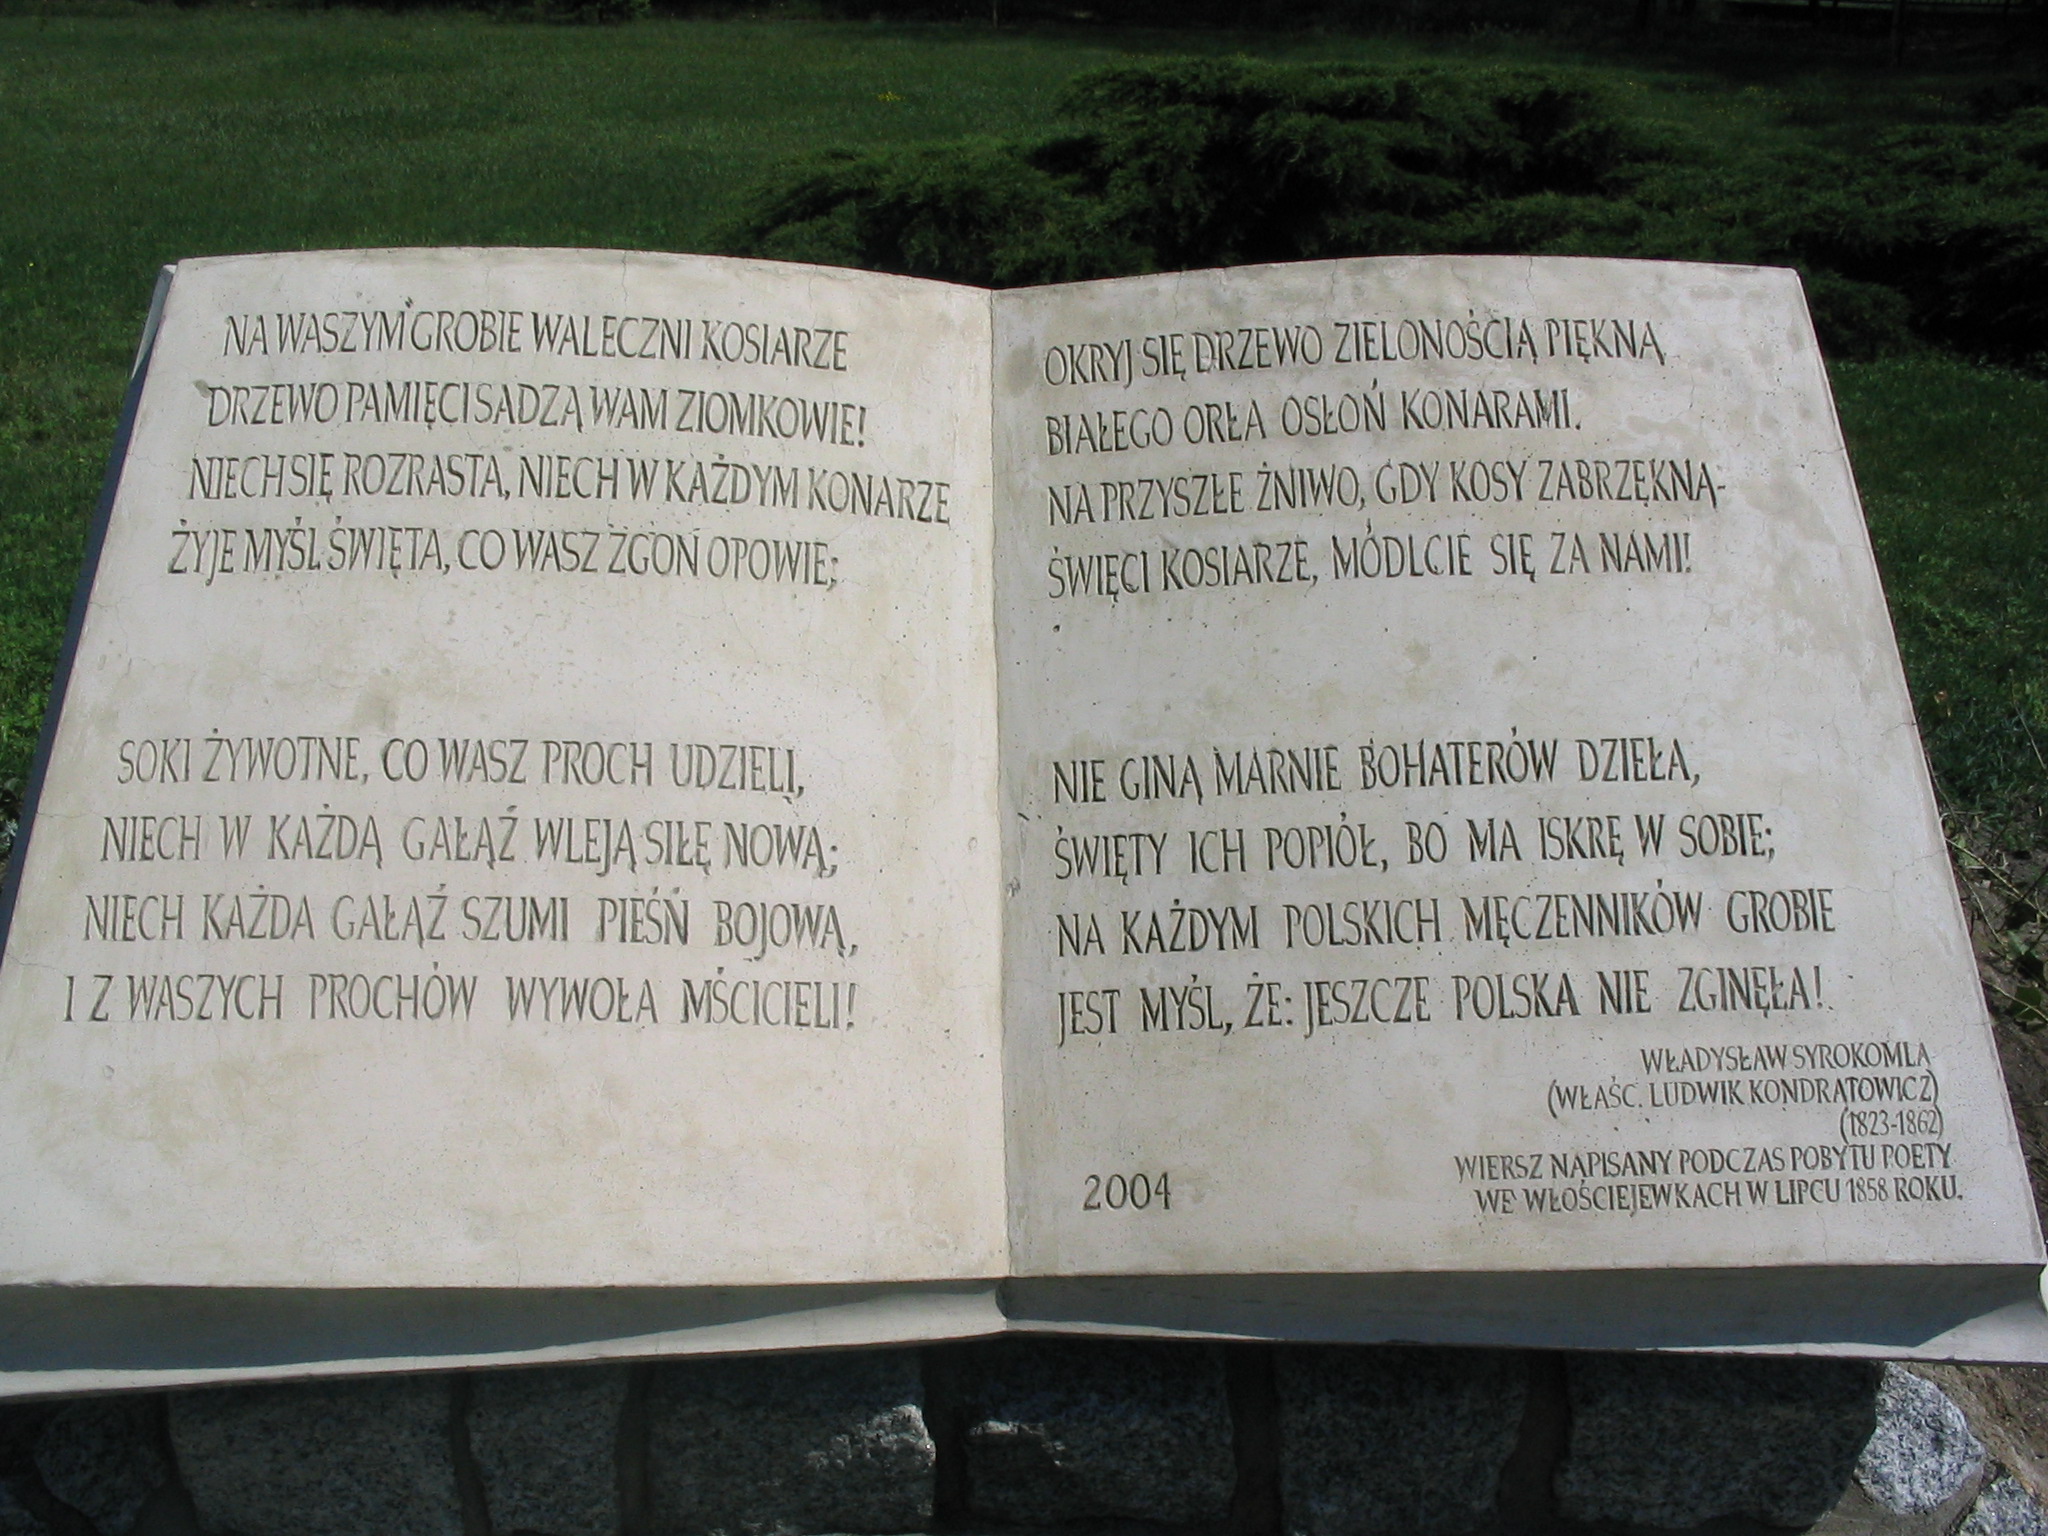 NA WASZYM GROBIE WALECZNI KOSIARZE
DRZEWO PAMIĘCI SADZĄ WAM ZIOMKOWIE!
NIECH SIĘ ROZRASTA, NIECH W KAŻDYM KONARZE
ŻYJE MYŚL ŚWIĘTA, CO WASZ ZGON OPOWIE;
SOKI ŻYWOTNE, CO WASZ PROCH UDZIELI,
NIECH W KAŻDĄ GAŁĄŹ WLEJĄ SIŁĘ NOWĄ;
NIECH KAŻDA GAŁĄŹ SZUMI PIEŚŃ BOJOWĄ,
I Z WASZYCH PROCHÓW WYWOŁA MŚCICIELI!
OKRYJ SIĘ DRZEWO ZIELONOŚCIĄ PIĘKNĄ
BIAŁEGO ORŁA OSŁOŃ KONARAMI.
NA PRZYSZŁE ŻNIWO, GDY KOSY ZABRZĘKNĄ-
ŚWIĘCI KOSIARZE, MÓDLCIE SIĘ ZA NAMI!
NIE GINĄ MARNIE BOHATERÓW DZIEŁA,
ŚWIĘTY ICH POPIÓŁ, BO MA ISKRĘ W SOBIE;
NA KAŻDYM POLSKICH MĘCZENNIKÓW GROBIE
JEST MYŚL, ŻE: JESZCZE POLSKA NIE ZGINĘŁA!
WŁADYSŁAW SYROKOMLA
(WŁAŚC. LUDWIK KONDRATOWICZ)
(1823-1862)
WIERSZ NAPISANY PODCZAS POBYTU POETY
WE WŁOŚCIEJEWKACH W LIPCU 1858 ROKU.
2004